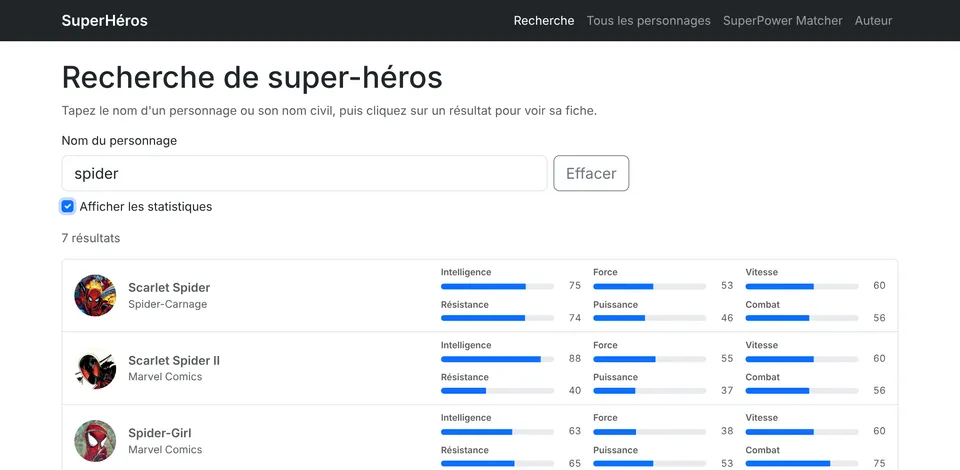 SuperHéros Recherche Tous les personnages SuperPower Matcher Auteur
Recherche de super-héros
Tapez le nom d'un personnage ou son nom civil, puis cliquez sur un résultat pour voir sa fiche.
Nom du personnage
spider Effacer
Afficher les statistiques
7 résultats
Scarlet Spider
Spider-Carnage
Intelligence 75 Force 53 Vitesse 60
Résistance 74 Puissance 46 Combat 56
Scarlet Spider II
Marvel Comics
Intelligence 88 Force 55 Vitesse 60
Résistance 40 Puissance 37 Combat 56
Spider-Girl
Marvel Comics
Intelligence 63 Force 38 Vitesse 60
Résistance 65 Puissance 53 Combat 75